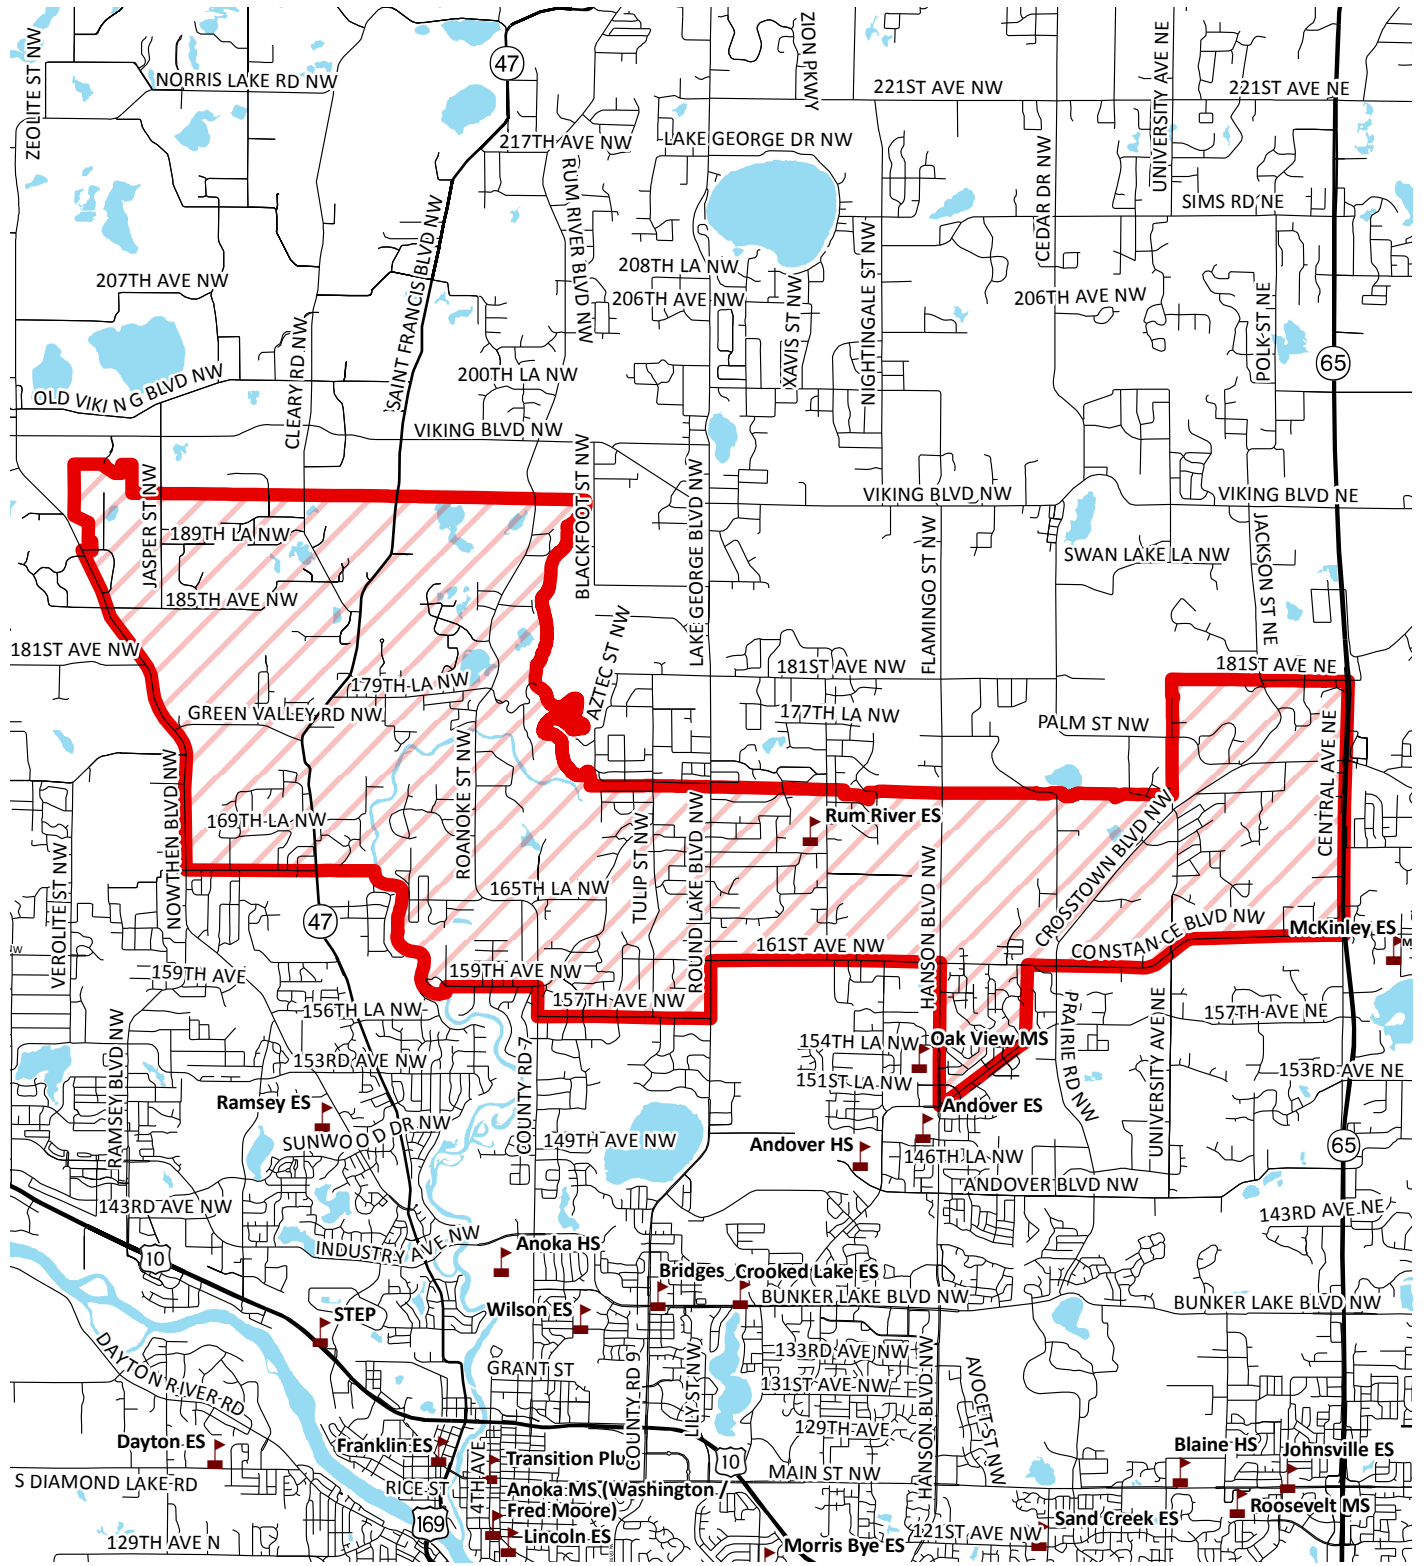 ZEOLITE ST NW
NORRIS LAKE RD NW
47
ZION PKWY
221ST AVE NW
UNIVERSITY AVE NE
221ST AVE NE
217TH AVE NW
LAKE GEORGE DR NW
RUM RIVER BLVD NW
CEDAR DR NW
SIMS RD NE
SAINT FRANCIS BLVD NW
NIGHTINGALE ST NW
207TH AVE NW
208TH LA NW
206TH AVE NW
XAVIS ST NW
206TH AVE NW
POLK ST NE
CLEARY RD NW
65
200TH LA NW
OLD VIKING BLVD NW
VIKING BLVD NW
BLACKFOOT ST NW
LAKE GEORGE BLVD NW
VIKING BLVD NW
VIKING BLVD NE
JASPER ST NW
189TH LA NW
FLAMINGO ST NW
JACKSON ST NE
SWAN LAKE LA NW
185TH AVE NW
AZTEC ST NW
181ST AVE NW
181ST AVE NW
181ST AVE NE
179TH LA NW
GREEN VALLEY RD NW
177TH LA NW
PALM ST NW
CENTRAL AVE NE
NOWTHEN BLVD NW
ROANOKE ST NW
169TH LA NW
ROUND LAKE BLVD NW
Rum River ES
VEROLITE ST NW
TULIP ST NW
HANSON BLVD NW
CROSSTOWN BLVD NW
165TH LA NW
47
161ST AVE NW
CONSTANCE BLVD NW
McKinley ES
159TH AVE
159TH AVE NW
157TH AVE NW
156TH LA NW
PRAIRIE RD NW
UNIVERSITY AVE NE
157TH AVE NE
RAMSEY BLVD NW
153RD AVE NW
COUNTY RD 7
154TH LA NW
Oak View MS
151ST LA NW
153RD AVE NE
Ramsey ES
Andover ES
SUNWOOD DR NW
149TH AVE NW
Andover HS
146TH LA NW
65
ANDOVER BLVD NW
143RD AVE NW
143RD AVE NE
10
INDUSTRY AVE NW
Anoka HS
Bridges
Crooked Lake ES
BUNKER LAKE BLVD NW
BUNKER LAKE BLVD NW
STEP
Wilson ES
DAYTON RIVER RD
GRANT ST
COUNTY RD 9
LILY ST NW
133RD AVE NW
131ST AVE NW
HANSON BLVD NW
AVOCET ST NW
129TH AVE
Dayton ES
Franklin ES
4TH AVE
Transition Plu
10
MAIN ST NW
Blaine HS
Johnsville ES
S DIAMOND LAKE RD
RICE ST
Anoka MS (Washington /
Fred Moore)
Roosevelt MS
169
Lincoln ES
Sand Creek ES
121ST AVE NW
129TH AVE N
Morris Bye ES